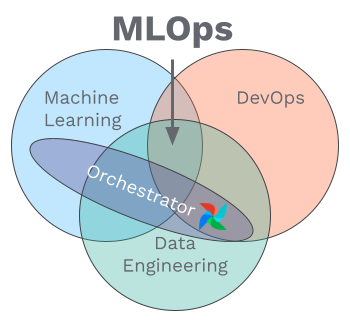 MLOps
Machine
Learning
DevOps
Orchestrator
Data
Engineering